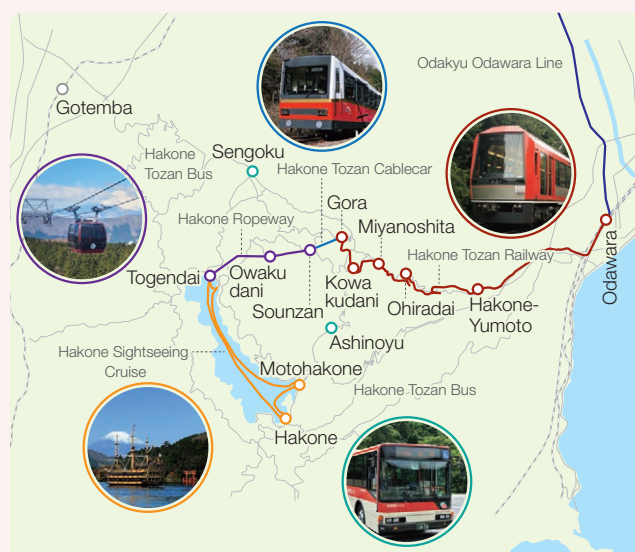 Odakyu Odawara Line
Gotemba
Hakone
Tozan Bus
Sengoku
Hakone Tozan Cablecar
Gora
Miyanoshita
Hakone Ropeway
Hakone Tozan Railway
Odawara
Togendai
Owaku
dani
Sounzan
Kowa
kudani
Ohiradai
Hakone-
Yumoto
Ashinoyu
Hakone Sightseeing
Cruise
Motohakone
Hakone Tozan Bus
Hakone